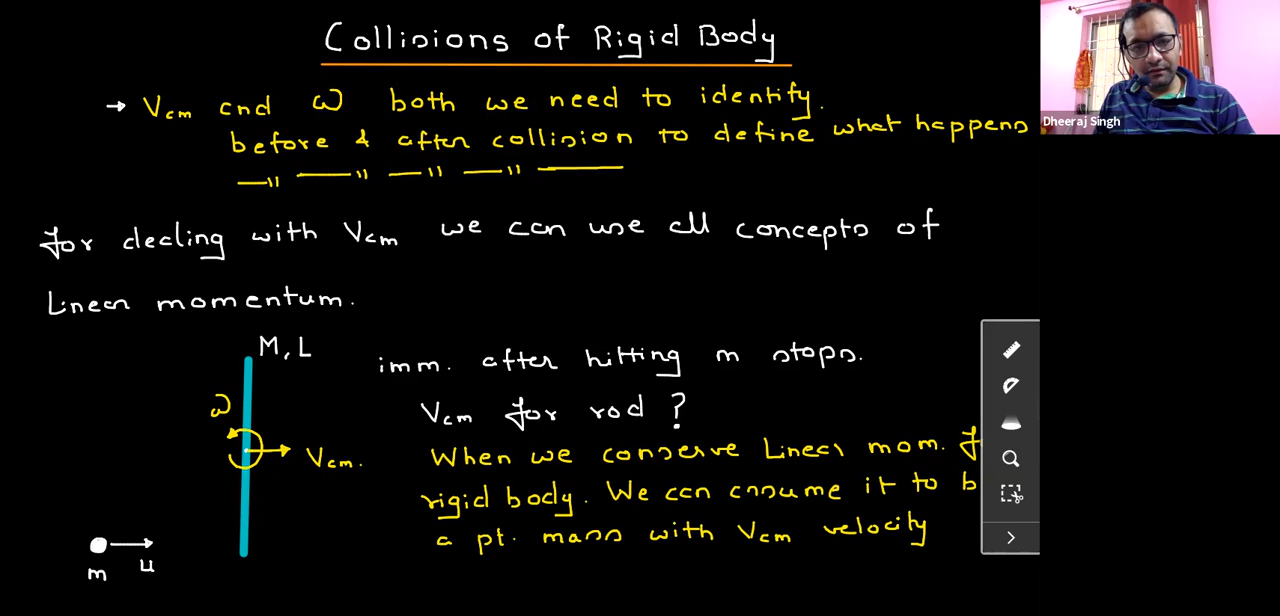 Collisions of Rigid Body
→ Vcm and ω both we need to identify.
before & after collision to define what happens
—〃 —〃 —〃 —〃 ——
Dheeraj Singh
for dealing with Vcm we can use all concepts of
Linear momentum.
M, L
imm. after hitting m stops.
ω
Vcm for rod ?
Vcm.
When we conserve Linear mom. f
rigid body. We can assume it to b
a pt. mass with Vcm velocity
m
u